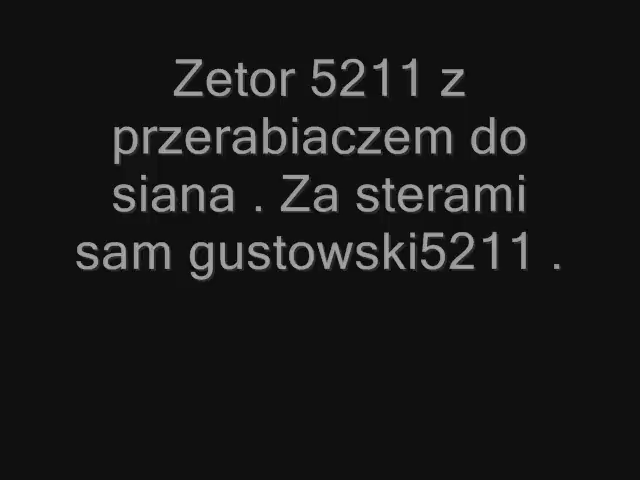 Zetor 5211 z
przerabiaczem do
siana . Za sterami
sam gustowski5211 .